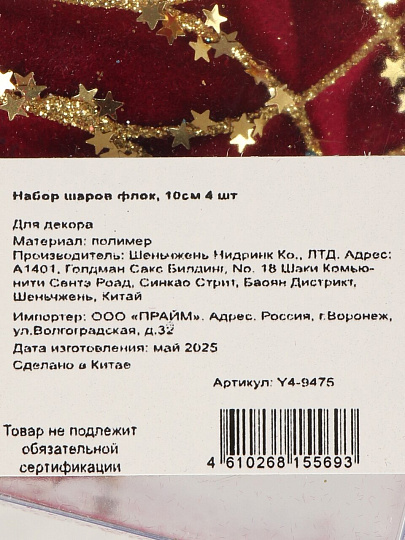 Набор шаров флок, 10см 4 шт
Для декора
Материал: полимер
Производитель: Шеньчжень Нидринк Ко., ЛТД. Адрес:
А1401, Голдман Сакс Билдинг, No. 18 Шаки Комью-
нити Сентэ Роад, Синкао Стрит, Баоян Дистрикт,
Шеньчжень, Китай
Импортер: ООО «ПРАЙМ». Адрес. Россия, г.Воронеж,
ул.Волгоградская, д.32
Дата изготовления: май 2025
Сделано в Китае
Артикул: Y4-9475
Товар не подлежит
обязательной
сертификации
4 610268 155693